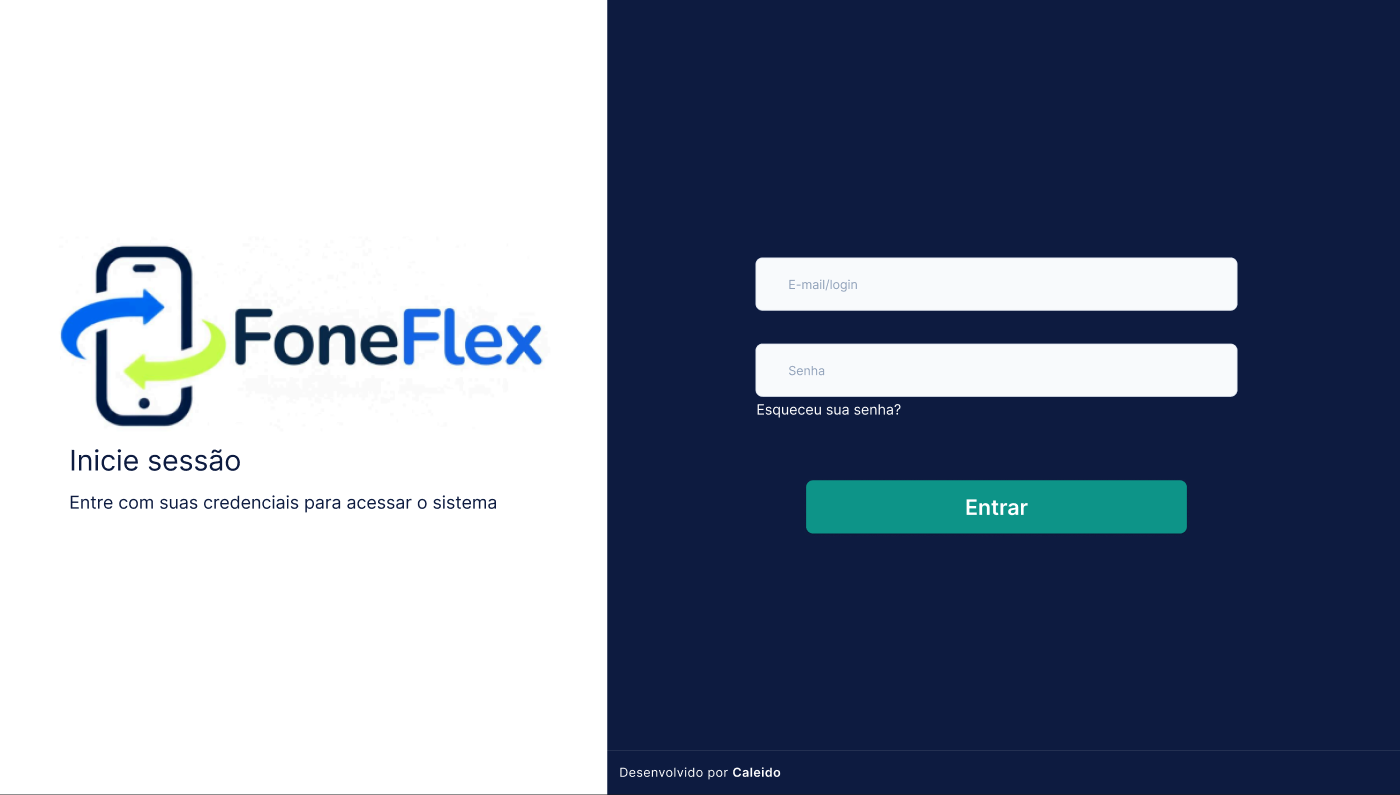 FoneFlex
Inicie sessão
Entre com suas credenciais para acessar o sistema
E-mail/login
Senha
Esqueceu sua senha?
Entrar
Desenvolvido por Caleido